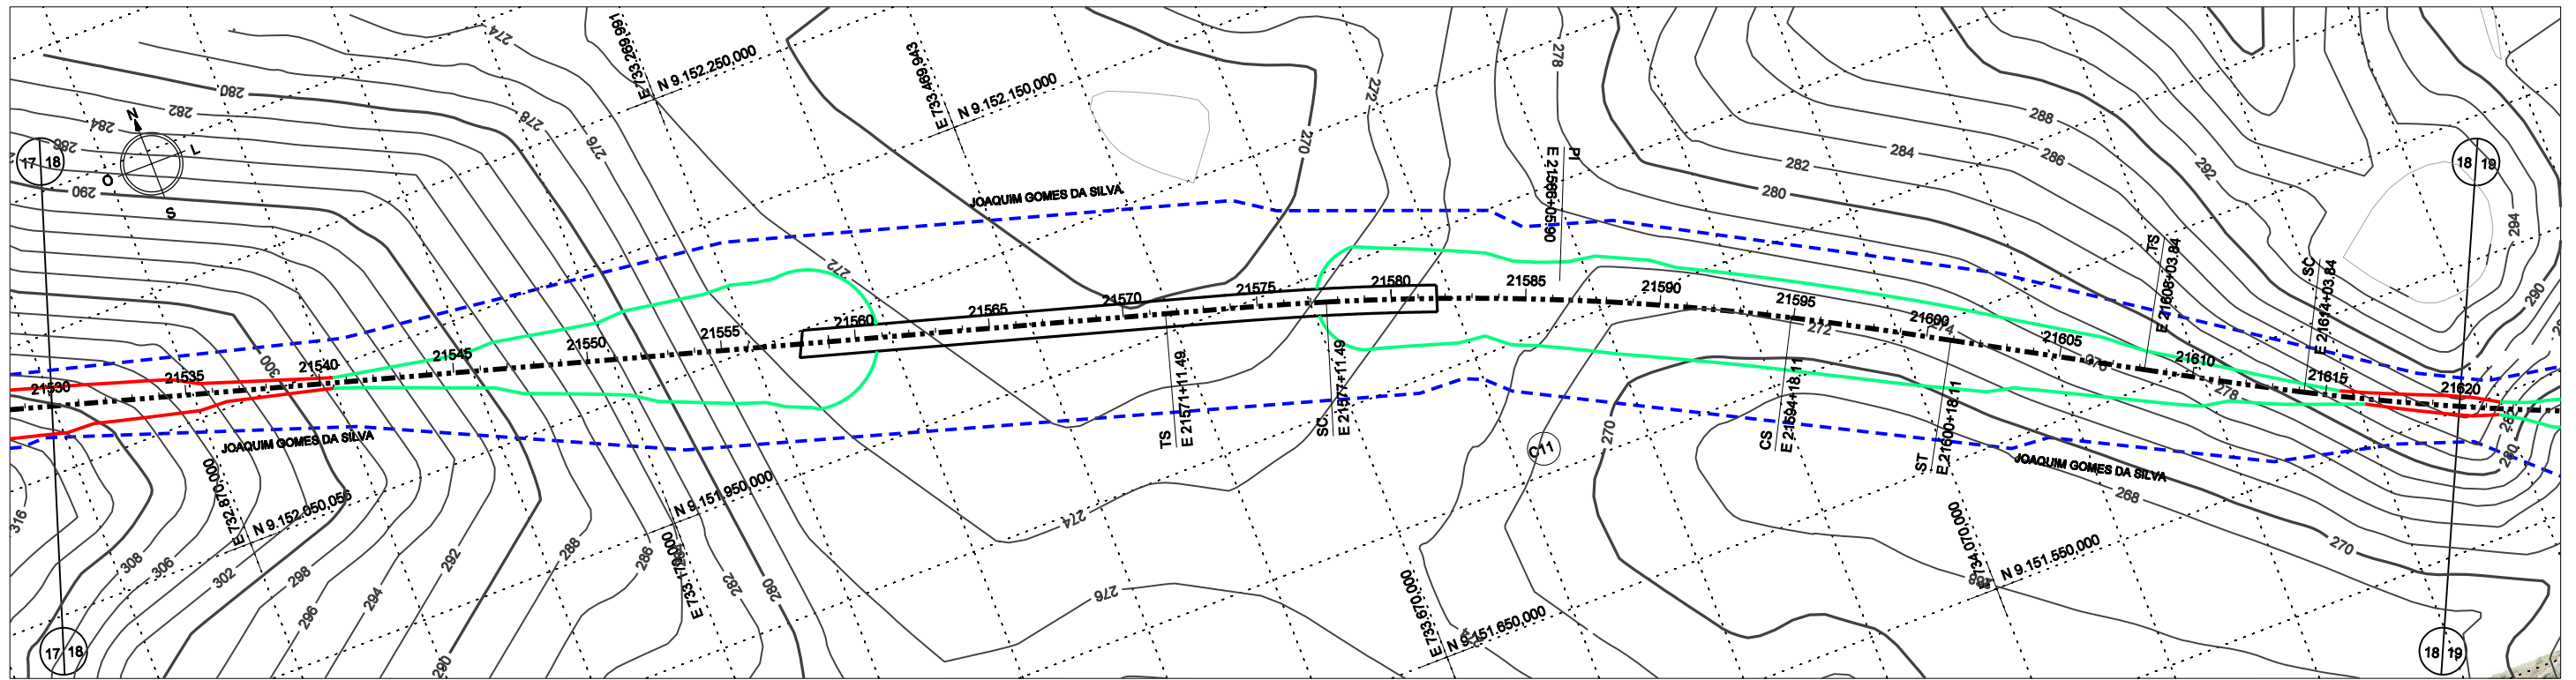 274
E 733.269,991
N 9.152.250,000
E 733.469,943
N 9.152.150,000
272
278
PI
E 21586+05.90
288
286
284
282
280
292
294
290
18 19
280
282
284
286
290
278
276
17 18
N
L
O
S
JOAQUIM GOMES DA SILVA
270
272
TS
E 21608+03.84
SC
E 21614+03.84
21530
21535
21540
21545
21550
21555
21560
21565
21570
21575
21580
21585
21590
21595
21600
21605
21610
21615
21620
300
272
274
276
278
280
TS
E 21571+11.49
SC
E 21577+11.49
CS
E 21594+18.11
ST
E 21600+18.11
C11
270
268
270
268
JOAQUIM GOMES DA SILVA
JOAQUIM GOMES DA SILVA
E 732.870,000
N 9.152.050,056
N 9.151.950,000
E 733.170,000
E 733.670,000
N 9.151.650,000
E 734.070,000
N 9.151.550,000
316
308
306
302
298
296
294
292
290
288
286
282
280
274
276
17 18
18 19